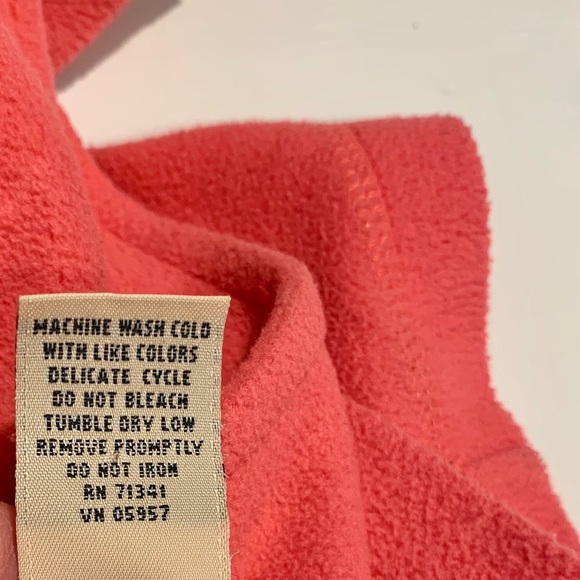 MACHINE WASH COLD
WITH LIKE COLORS
DELICATE CYCLE
DO NOT BLEACH
TUMBLE DRY LOW
REMOVE PROMPTLY
DO NOT IRON
RN 71341
VN 05957